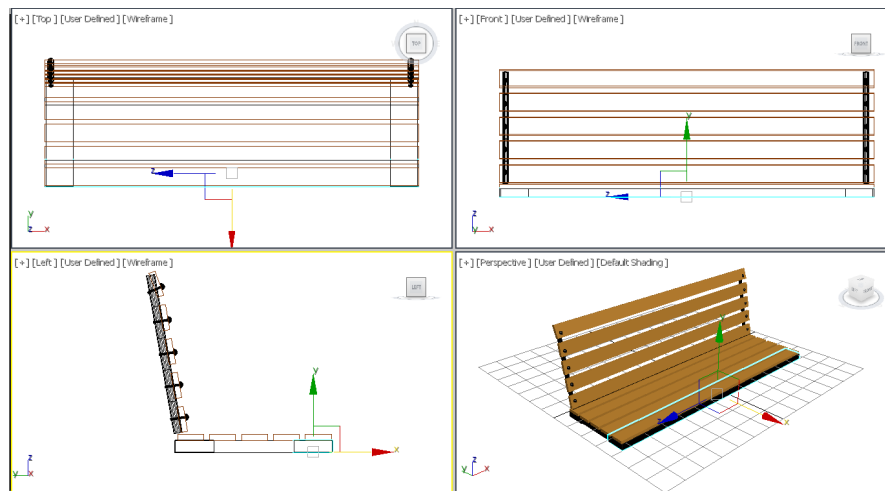 [+] [Top] [User Defined] [Wireframe]
TOP
z
y
z x
[+] [Front] [User Defined] [Wireframe]
FRONT
y
z
z
y x
[+] [Left] [User Defined] [Wireframe]
LEFT
y
x
z
y x
[+] [Perspective] [User Defined] [Default Shading]
y
z
x
z
y x